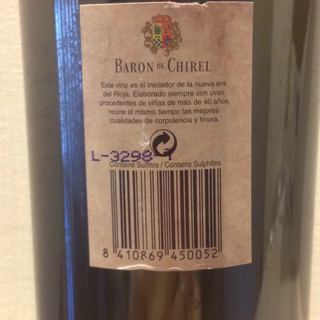 BARON DE CHIREL
Este vino es el iniciador de la nueva era
del Rioja. Elaborado siempre con uvas
procedentes de viñas de más de 40 años,
reúne al mismo tiempo las mejores
cualidades de corpulencia y finura.
L-3298
Contiene Sulfitos / Contains Sulphites
8 410869 450052